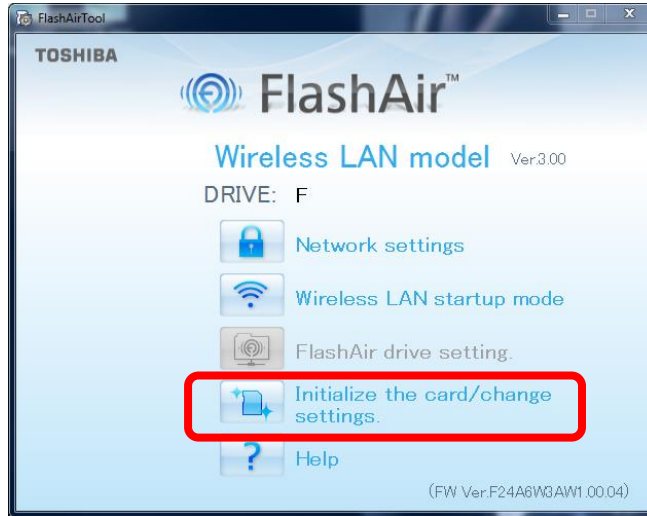 FlashAirTool
TOSHIBA
FlashAir™
Wireless LAN model Ver.3.00
DRIVE: F
Network settings
Wireless LAN startup mode
FlashAir drive setting.
Initialize the card/change
settings.
? Help
(FW Ver.F24A6W3AW1.00.04)